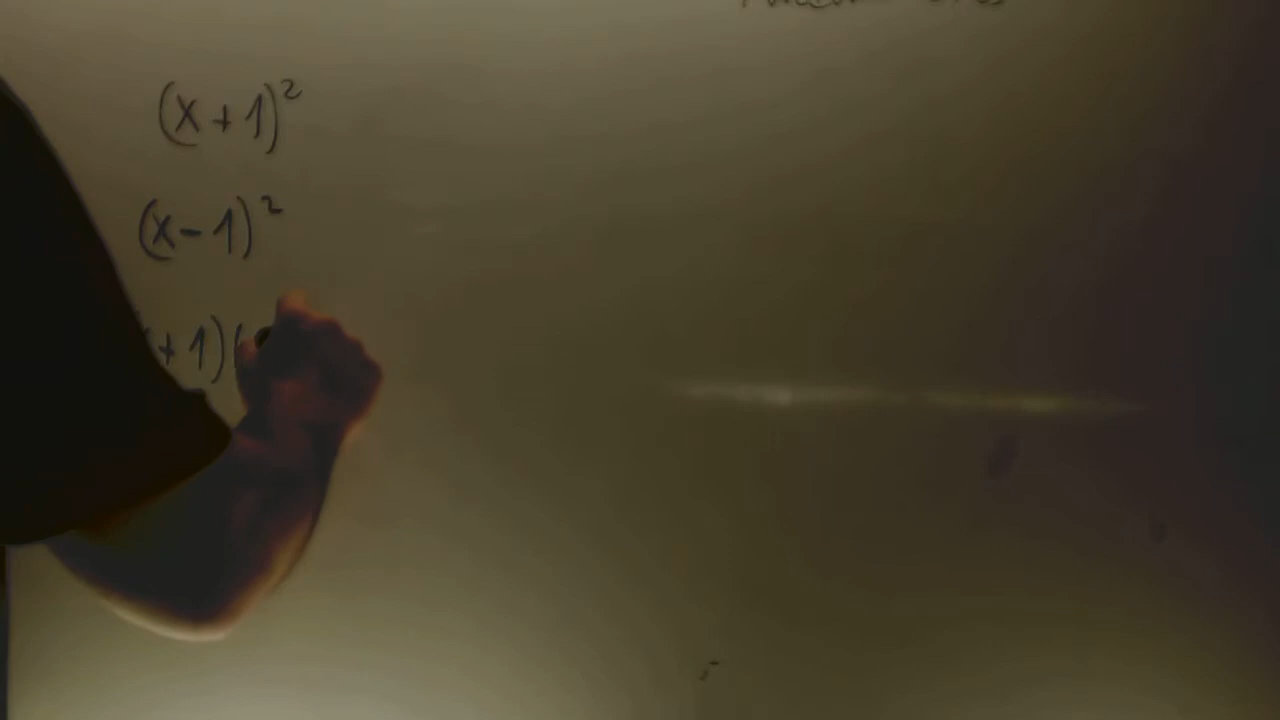 (x+1)²
(x-1)²
+1)(